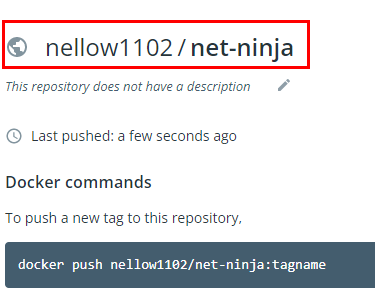 nellow1102 / net-ninja
This repository does not have a description
Last pushed: a few seconds ago
Docker commands
To push a new tag to this repository,
docker push nellow1102/net-ninja:tagname